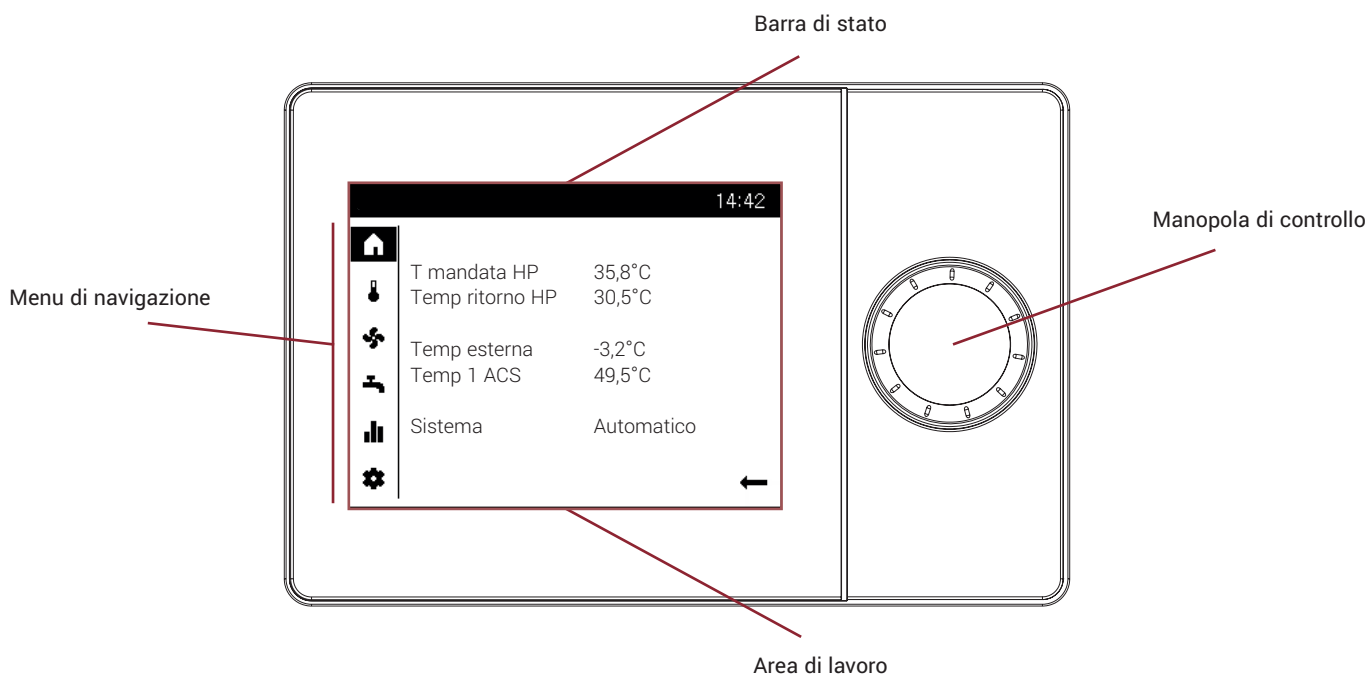 Barra di stato
14:42
Manopola di controllo
Menu di navigazione
T mandata HP 35,8°C
Temp ritorno HP 30,5°C
Temp esterna -3,2°C
Temp 1 ACS 49,5°C
Sistema Automatico
Area di lavoro